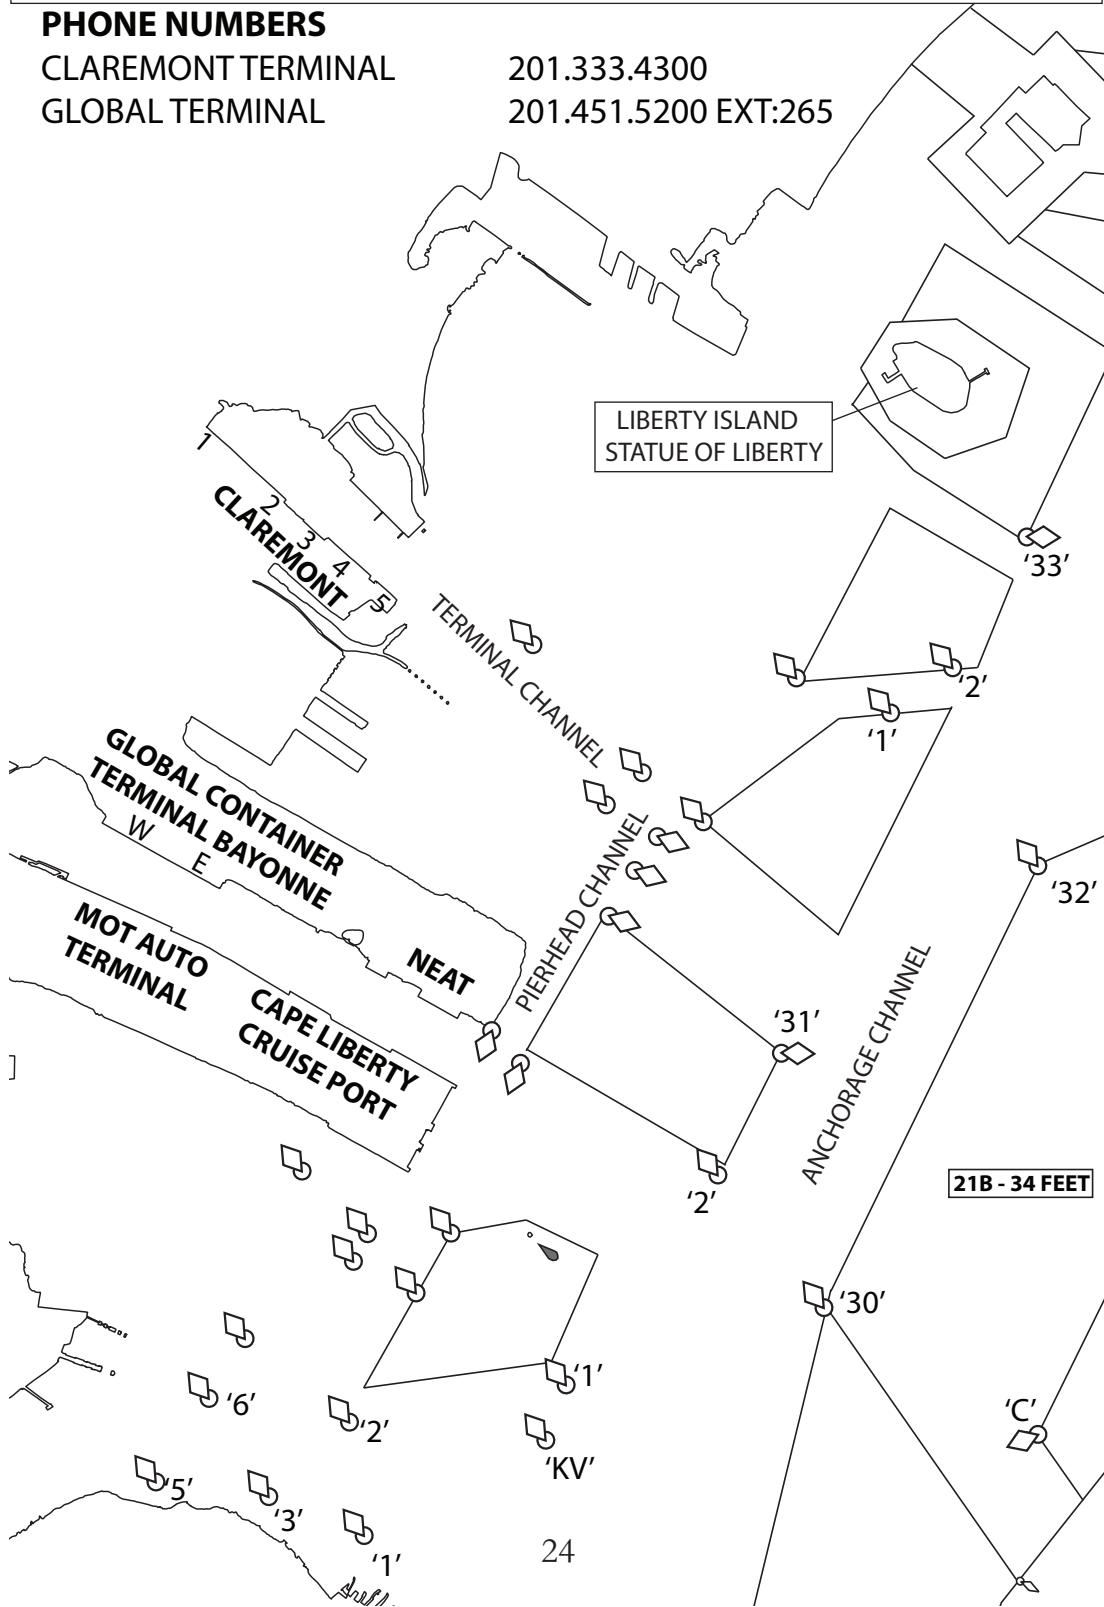 PHONE NUMBERS
CLAREMONT TERMINAL 201.333.4300
GLOBAL TERMINAL 201.451.5200 EXT:265
LIBERTY ISLAND
STATUE OF LIBERTY
1
2
3
4
5
CLAREMONT
'33'
TERMINAL CHANNEL
'2'
'1'
GLOBAL CONTAINER
TERMINAL BAYONNE
W
E
'32'
PIERHEAD CHANNEL
MOT AUTO
TERMINAL
NEAT
CAPE LIBERTY
CRUISE PORT
'31'
ANCHORAGE CHANNEL
21B - 34 FEET
'2'
'30'
'1'
'6'
'2'
'C'
'KV'
'5'
'3'
'1'
24